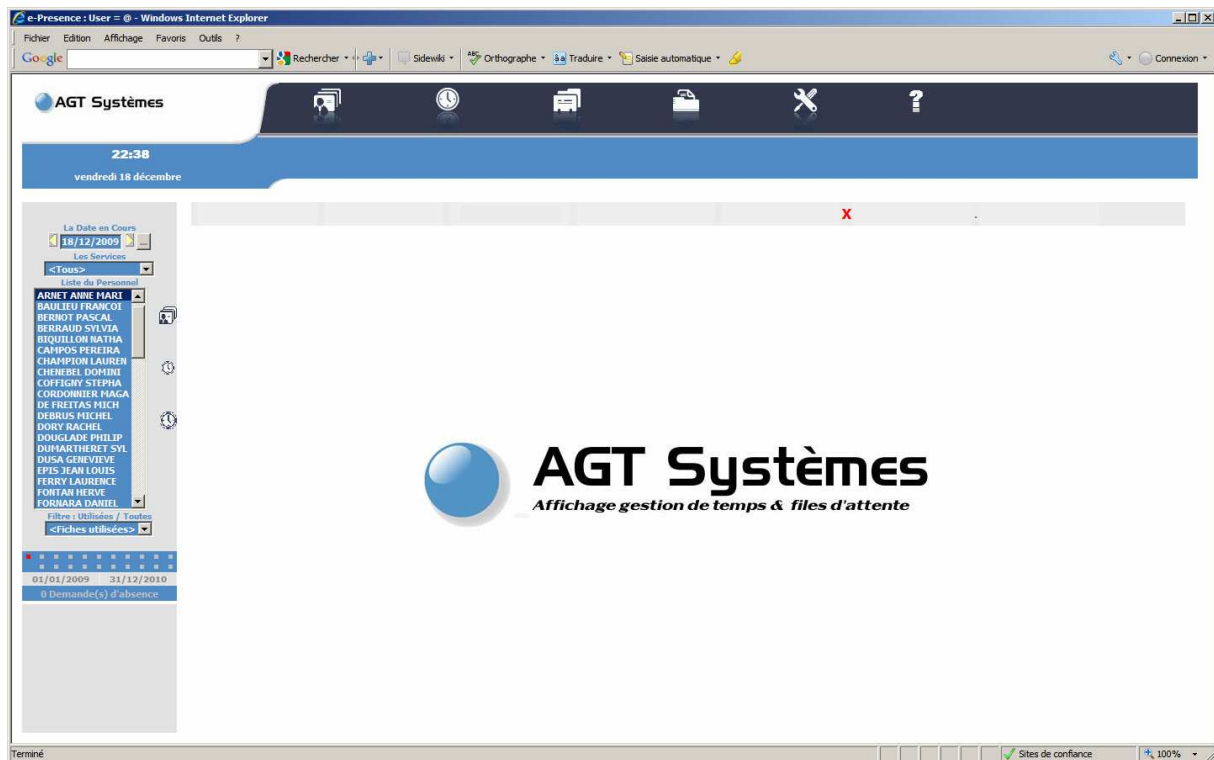 e-Presence : User = @ - Windows Internet Explorer
Fichier Edition Affichage Favoris Outils ?
Google Rechercher Sidewiki Orthographe Traduire Saisie automatique Connexion
AGT Systèmes
?
22:38
vendredi 18 décembre
X .
La Date en Cours
18/12/2009 ...
Les Services
<Tous>
Liste du Personnel
ARNET ANNE MARI
BAULIEU FRANCOI
BERNOT PASCAL
BERRAUD SYLVIA
BIQUILLON NATHA
CAMPOS PEREIRA
CHAMPION LAUREN
CHENEBEL DOMINI
COFFIGNY STEPHA
CORDONNIER MAGA
DE FREITAS MICH
DEBRUS MICHEL
DORY RACHEL
DOUGLADE PHILIP
DUMARTHERET SYL
DUSA GENEVIEVE
EPIS JEAN LOUIS
FERRY LAURENCE
FONTAN HERVE
FORNARA DANIEL
Filtre : Utilisées / Toutes
<Fiches utilisées>
01/01/2009 31/12/2010
0 Demande(s) d'absence
AGT Systèmes
Affichage gestion de temps & files d'attente
Terminé Sites de confiance 100%